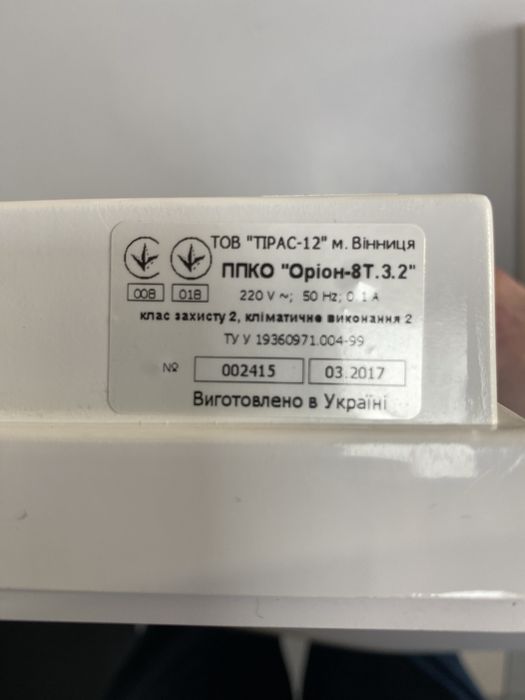 ТОВ "ТІРАС-12" м. Вінниця
ППКО "Оріон-8Т.3.2"
008 018 220 V ~; 50 Hz; 0.1 А
клас захисту 2, кліматичне виконання 2
ТУ У 19360971.004-99
№ 002415 03.2017
Виготовлено в Україні